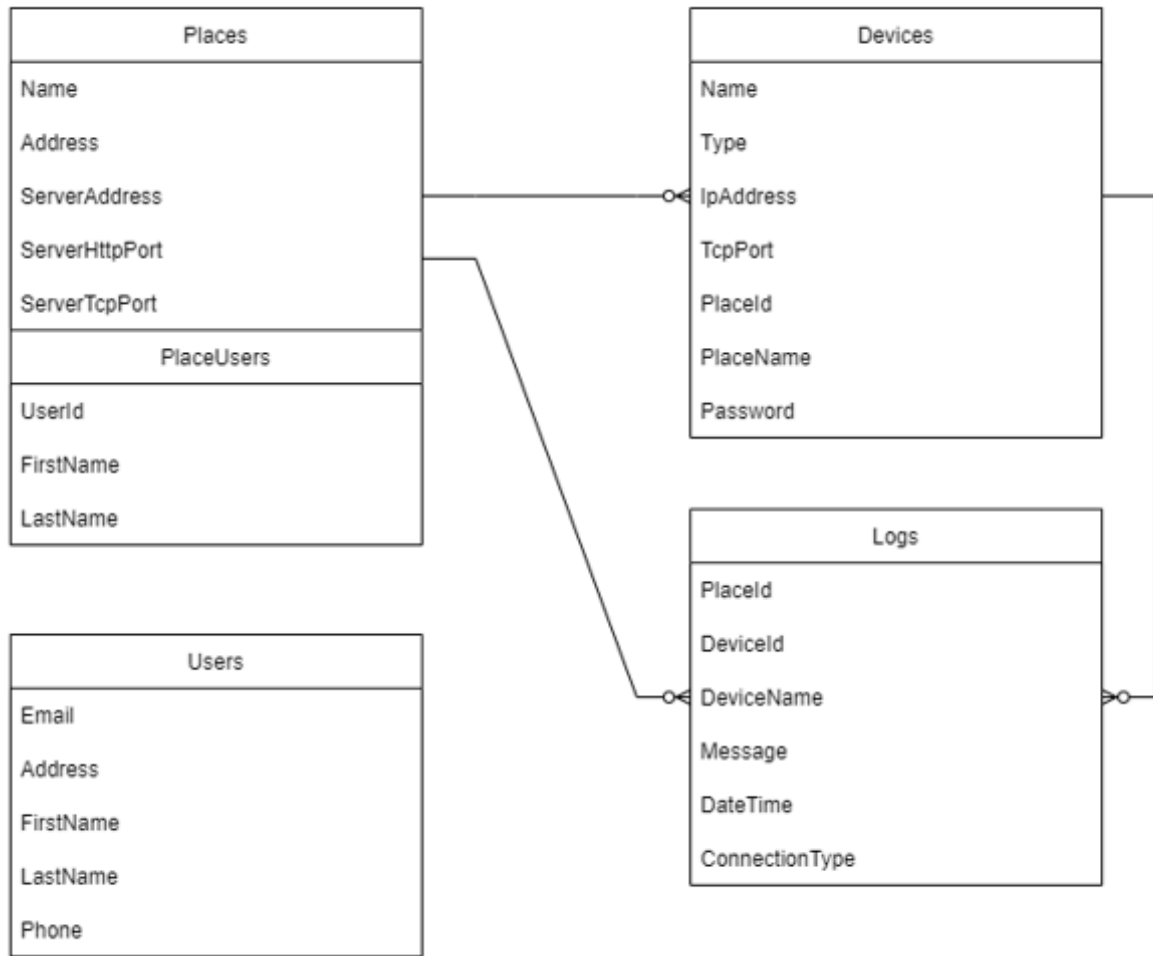 Places
Name
Address
ServerAddress
ServerHttpPort
ServerTcpPort
PlaceUsers
UserId
FirstName
LastName
Users
Email
Address
FirstName
LastName
Phone
Devices
Name
Type
IpAddress
TcpPort
PlaceId
PlaceName
Password
Logs
PlaceId
DeviceId
DeviceName
Message
DateTime
ConnectionType